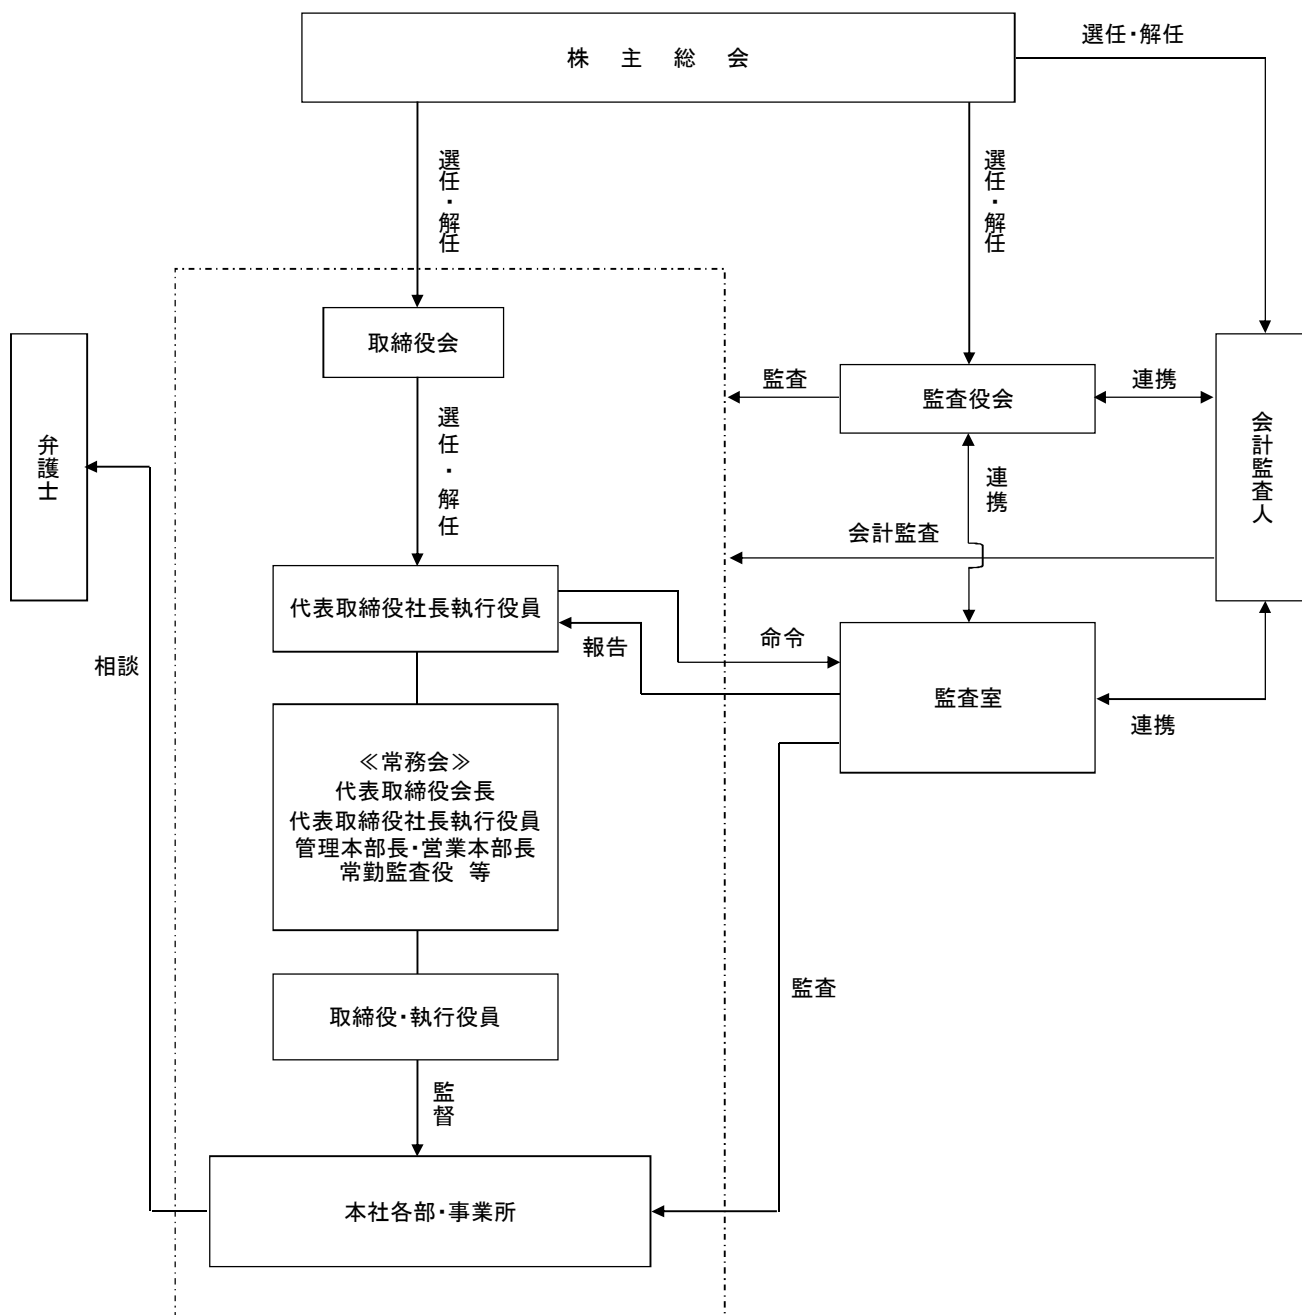 選任・解任
株 主 総 会
選任・解任
選任・解任
取締役会
監査
監査役会
連携
会計監査人
弁護士
選任・解任
連携
会計監査
代表取締役社長執行役員
報告
命令
相談
監査室
連携
≪常務会≫
代表取締役会長
代表取締役社長執行役員
管理本部長・営業本部長
常勤監査役 等
監査
取締役・執行役員
監督
本社各部・事業所